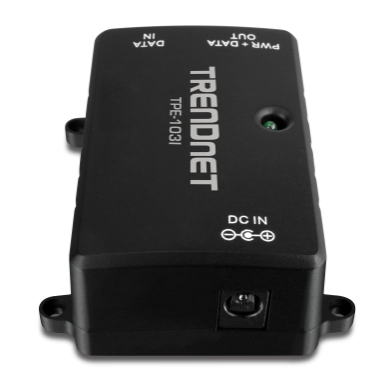 PWR + DATA
OUT
DATA
IN
TRENDNET
TPE-103I
DC IN